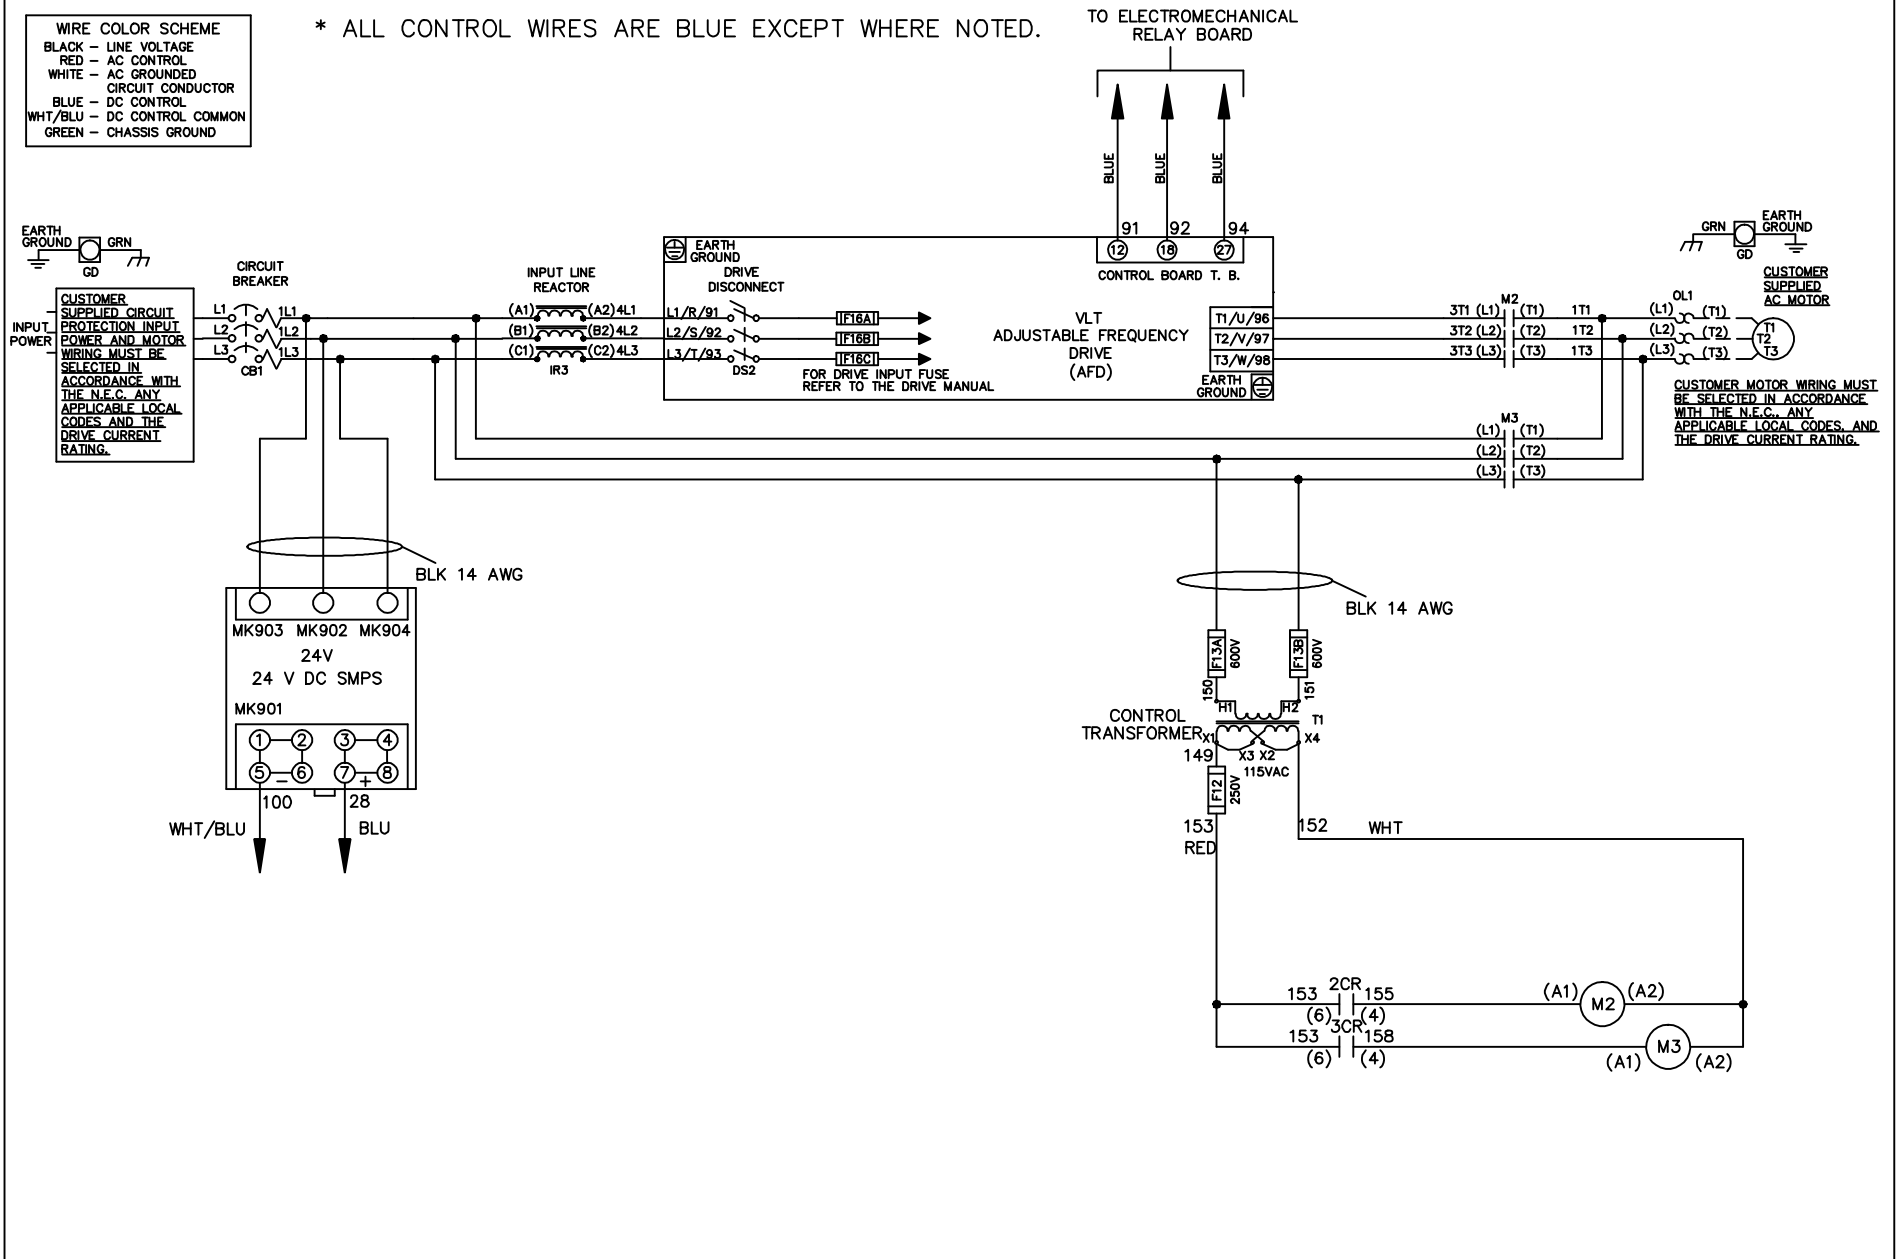 WIRE COLOR SCHEME
BLACK – LINE VOLTAGE
RED – AC CONTROL
WHITE – AC GROUNDED
CIRCUIT CONDUCTOR
BLUE – DC CONTROL
WHT/BLU – DC CONTROL COMMON
GREEN – CHASSIS GROUND
* ALL CONTROL WIRES ARE BLUE EXCEPT WHERE NOTED.
TO ELECTROMECHANICAL
RELAY BOARD
BLUE
BLUE
BLUE
91 92 94
12 18 27
CONTROL BOARD T. B.
EARTH
GROUND
GRN
GD
CIRCUIT
BREAKER
INPUT
POWER
CUSTOMER
SUPPLIED CIRCUIT
PROTECTION INPUT
POWER AND MOTOR
WIRING MUST BE
SELECTED IN
ACCORDANCE WITH
THE N.E.C. ANY
APPLICABLE LOCAL
CODES AND THE
DRIVE CURRENT
RATING.
L1 1L1
L2 1L2
L3 1L3
CB1
INPUT LINE
REACTOR
(A1) (A2) 4L1
(B1) (B2) 4L2
(C1) (C2) 4L3
IR3
EARTH
GROUND
DRIVE
DISCONNECT
L1/R/91
L2/S/92
L3/T/93
DS2
F16A
F16B
F16C
FOR DRIVE INPUT FUSE
REFER TO THE DRIVE MANUAL
VLT
ADJUSTABLE FREQUENCY
DRIVE
(AFD)
T1/U/96
T2/V/97
T3/W/98
EARTH
GROUND
M2
3T1 (L1) (T1) 1T1
3T2 (L2) (T2) 1T2
3T3 (L3) (T3) 1T3
OL1
(L1) (T1)
(L2) (T2)
(L3) (T3)
T1
T2
T3
GRN
GD
EARTH
GROUND
CUSTOMER
SUPPLIED
AC MOTOR
CUSTOMER MOTOR WIRING MUST
BE SELECTED IN ACCORDANCE
WITH THE N.E.C., ANY
APPLICABLE LOCAL CODES, AND
THE DRIVE CURRENT RATING.
M3
(L1) (T1)
(L2) (T2)
(L3) (T3)
BLK 14 AWG
MK903 MK902 MK904
24V
24 V DC SMPS
MK901
1 2 3 4
5 6 7 8
– +
100 28
WHT/BLU BLU
BLK 14 AWG
F13A
600V
F13B
600V
150
151
H1 H2
T1
CONTROL
TRANSFORMER
X1 X3 X2 X4
149
115VAC
F12
250V
153
RED
152 WHT
153 2CR 155
(6) (4)
(A1) M2 (A2)
153 3CR 158
(6) (4)
(A1) M3 (A2)